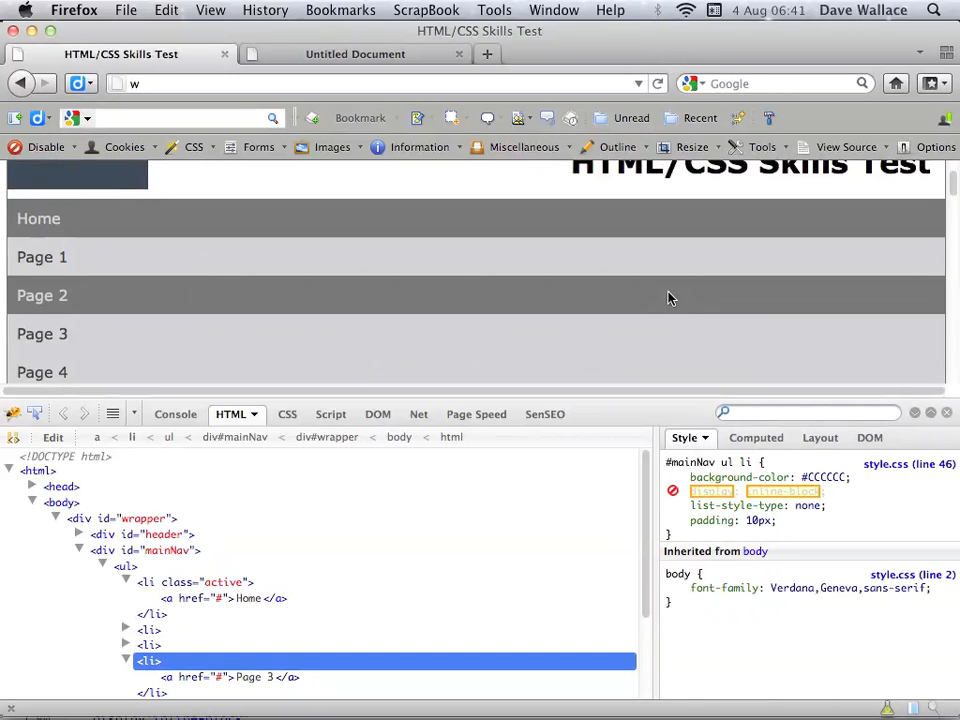 Firefox File Edit View History Bookmarks ScrapBook Tools Window Help 4 Aug 06:41 Dave Wallace
HTML/CSS Skills Test
HTML/CSS Skills Test Untitled Document
w Google
Bookmark Unread Recent
Disable Cookies CSS Forms Images Information Miscellaneous Outline Resize Tools View Source Options
HTML/CSS Skills Test
Home
Page 1
Page 2
Page 3
Page 4
Console HTML CSS Script DOM Net Page Speed SenSEO
Edit a < li < ul < div#mainNav < div#wrapper < body < html
Style Computed Layout DOM
<!DOCTYPE html>
<html>
<head>
<body>
<div id="wrapper">
<div id="header">
<div id="mainNav">
<ul>
<li class="active">
<a href="#">Home</a>
</li>
<li>
<li>
<li>
<a href="#">Page 3</a>
</li>
#mainNav ul li { style.css (line 46)
background-color: #CCCCCC;
display: inline-block;
list-style-type: none;
padding: 10px;
}
Inherited from body
body { style.css (line 2)
font-family: Verdana,Geneva,sans-serif;
}